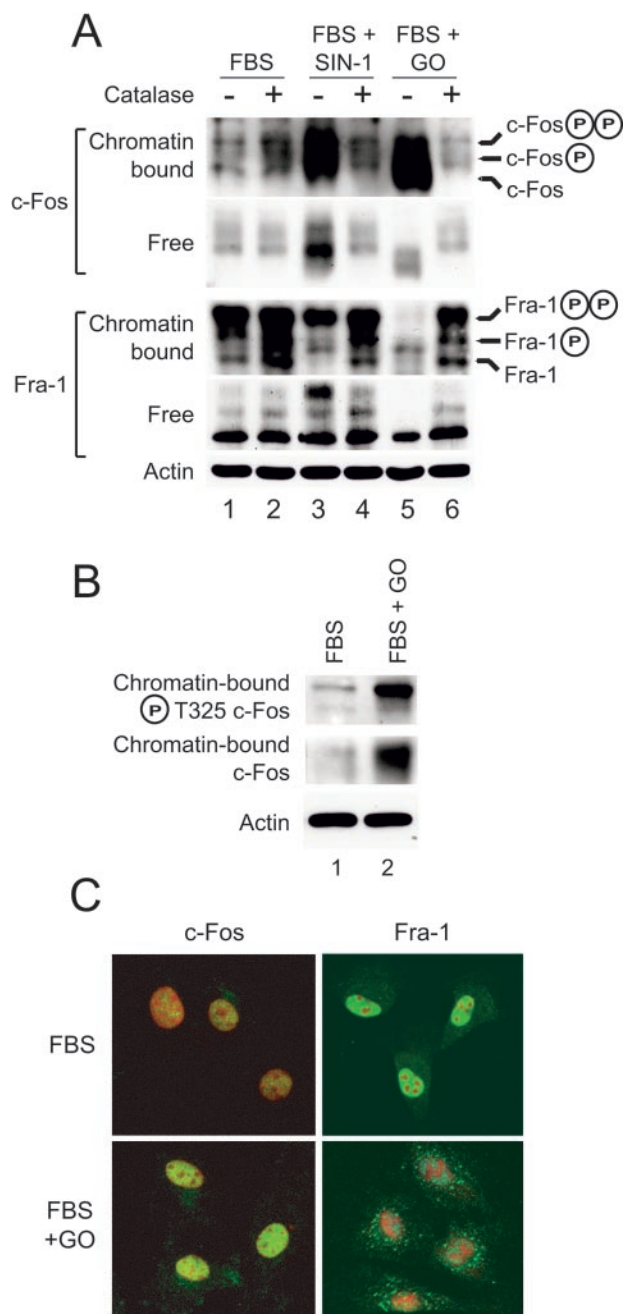 A
FBS
FBS +
SIN-1
FBS +
GO
Catalase - + - + - +
c-Fos
Chromatin
bound
c-Fos P P
c-Fos P
c-Fos
Free
Fra-1
Chromatin
bound
Fra-1 P P
Fra-1 P
Fra-1
Free
Actin
1 2 3 4 5 6
B
FBS
FBS + GO
Chromatin-bound
P T325 c-Fos
Chromatin-bound
c-Fos
Actin
1 2
C
c-Fos Fra-1
FBS
FBS
+GO